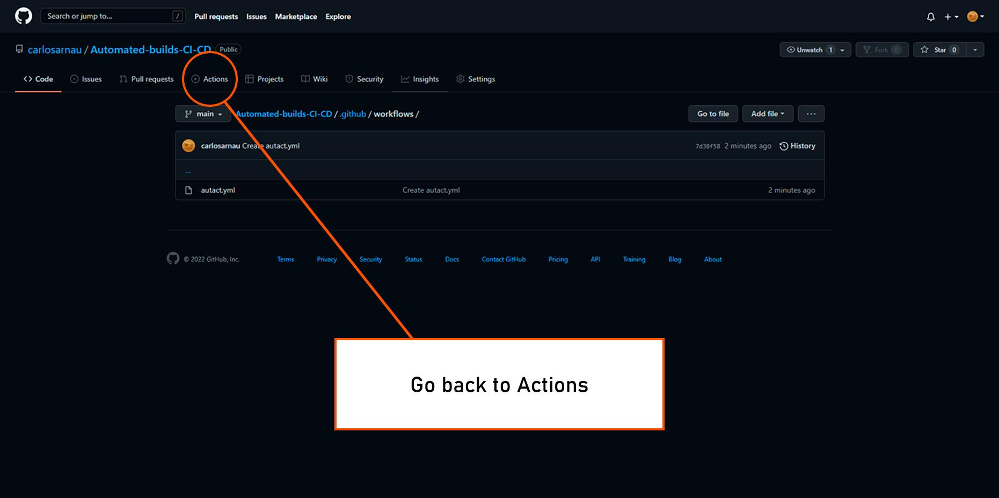 Search or jump to... / Pull requests Issues Marketplace Explore
carlosarnau / Automated-builds-CI-CD Public Unwatch 1 Fork 0 Star 0
Code Issues Pull requests Actions Projects Wiki Security Insights Settings
main Automated-builds-CI-CD / .github / workflows / Go to file Add file ...
carlosarnau Create autact.yml 7d38f58 2 minutes ago History
..
autact.yml Create autact.yml 2 minutes ago
© 2022 GitHub, Inc. Terms Privacy Security Status Docs Contact GitHub Pricing API Training Blog About
Go back to Actions